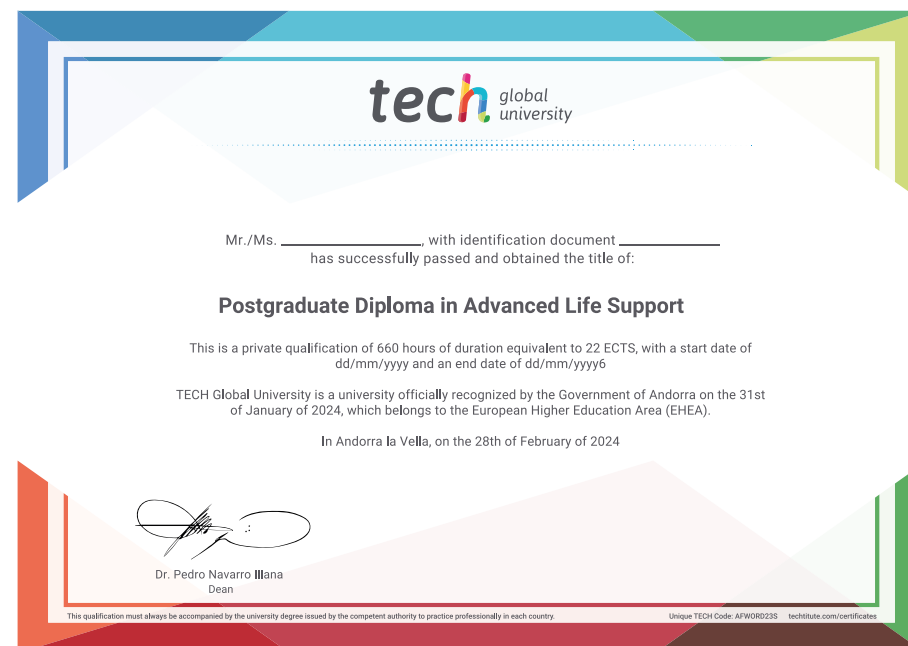 tech global
university
Mr./Ms. ____________________, with identification document ______________
has successfully passed and obtained the title of:
Postgraduate Diploma in Advanced Life Support
This is a private qualification of 660 hours of duration equivalent to 22 ECTS, with a start date of
dd/mm/yyyy and an end date of dd/mm/yyyy6
TECH Global University is a university officially recognized by the Government of Andorra on the 31st
of January of 2024, which belongs to the European Higher Education Area (EHEA).
In Andorra la Vella, on the 28th of February of 2024
Dr. Pedro Navarro Illana
Dean
This qualification must always be accompanied by the university degree issued by the competent authority to practice professionally in each country.
Unique TECH Code: AFWORD23S techtitute.com/certificates